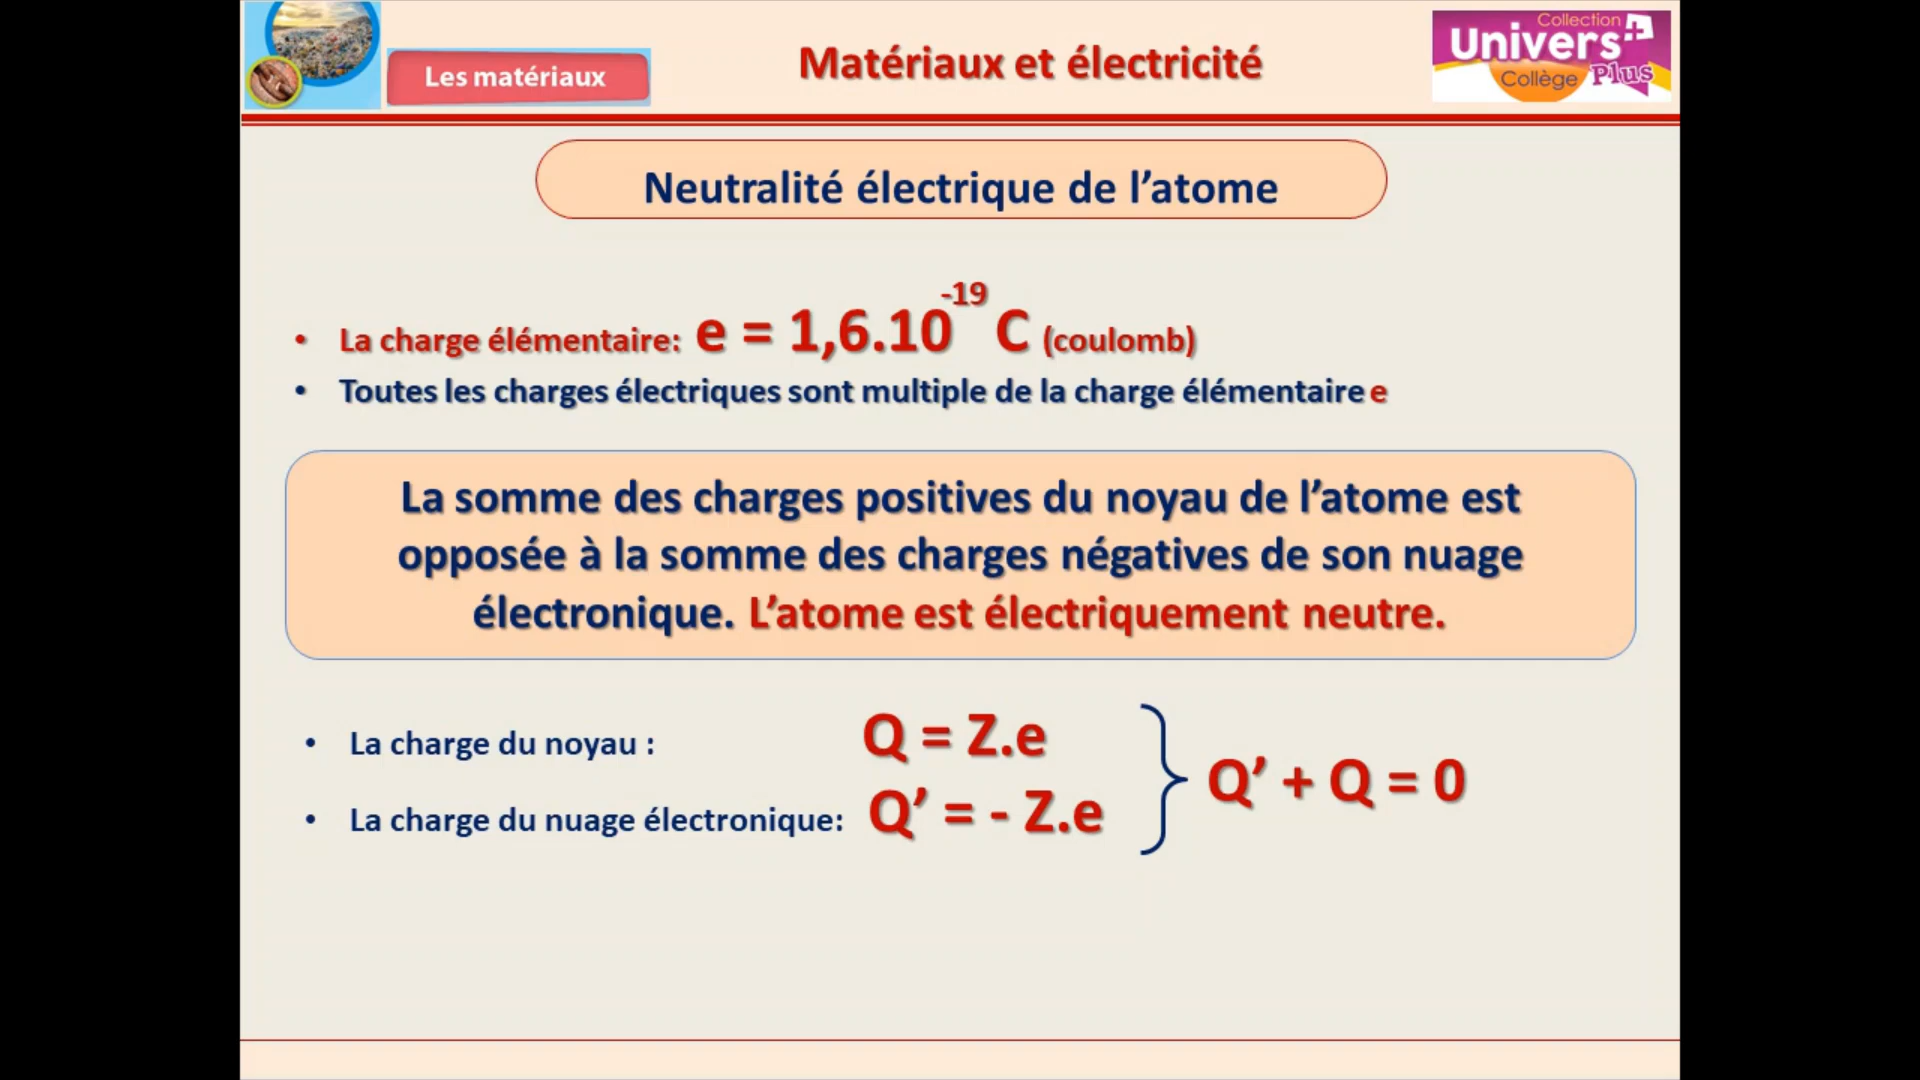 Les matériaux
Matériaux et électricité
Collection
Univers
Collège Plus
Neutralité électrique de l’atome
• La charge élémentaire: e = 1,6.10⁻¹⁹ C (coulomb)
• Toutes les charges électriques sont multiple de la charge élémentaire e
La somme des charges positives du noyau de l’atome est
opposée à la somme des charges négatives de son nuage
électronique. L’atome est électriquement neutre.
• La charge du noyau : Q = Z.e
• La charge du nuage électronique: Q’ = - Z.e
Q’ + Q = 0